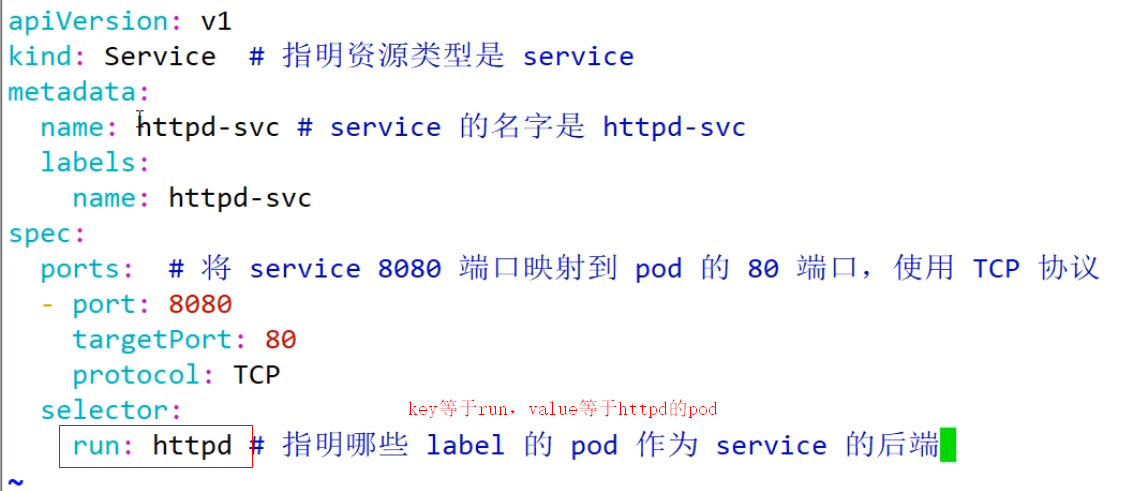 apiVersion: v1
kind: Service  # 指明资源类型是 service
metadata:
  name: httpd-svc # service 的名字是 httpd-svc
  labels:
    name: httpd-svc
spec:
  ports:  # 将 service 8080 端口映射到 pod 的 80 端口，使用 TCP 协议
  - port: 8080
    targetPort: 80
    protocol: TCP
  selector:
key等于run，value等于httpd的pod
    run: httpd # 指明哪些 label 的 pod 作为 service 的后端
~